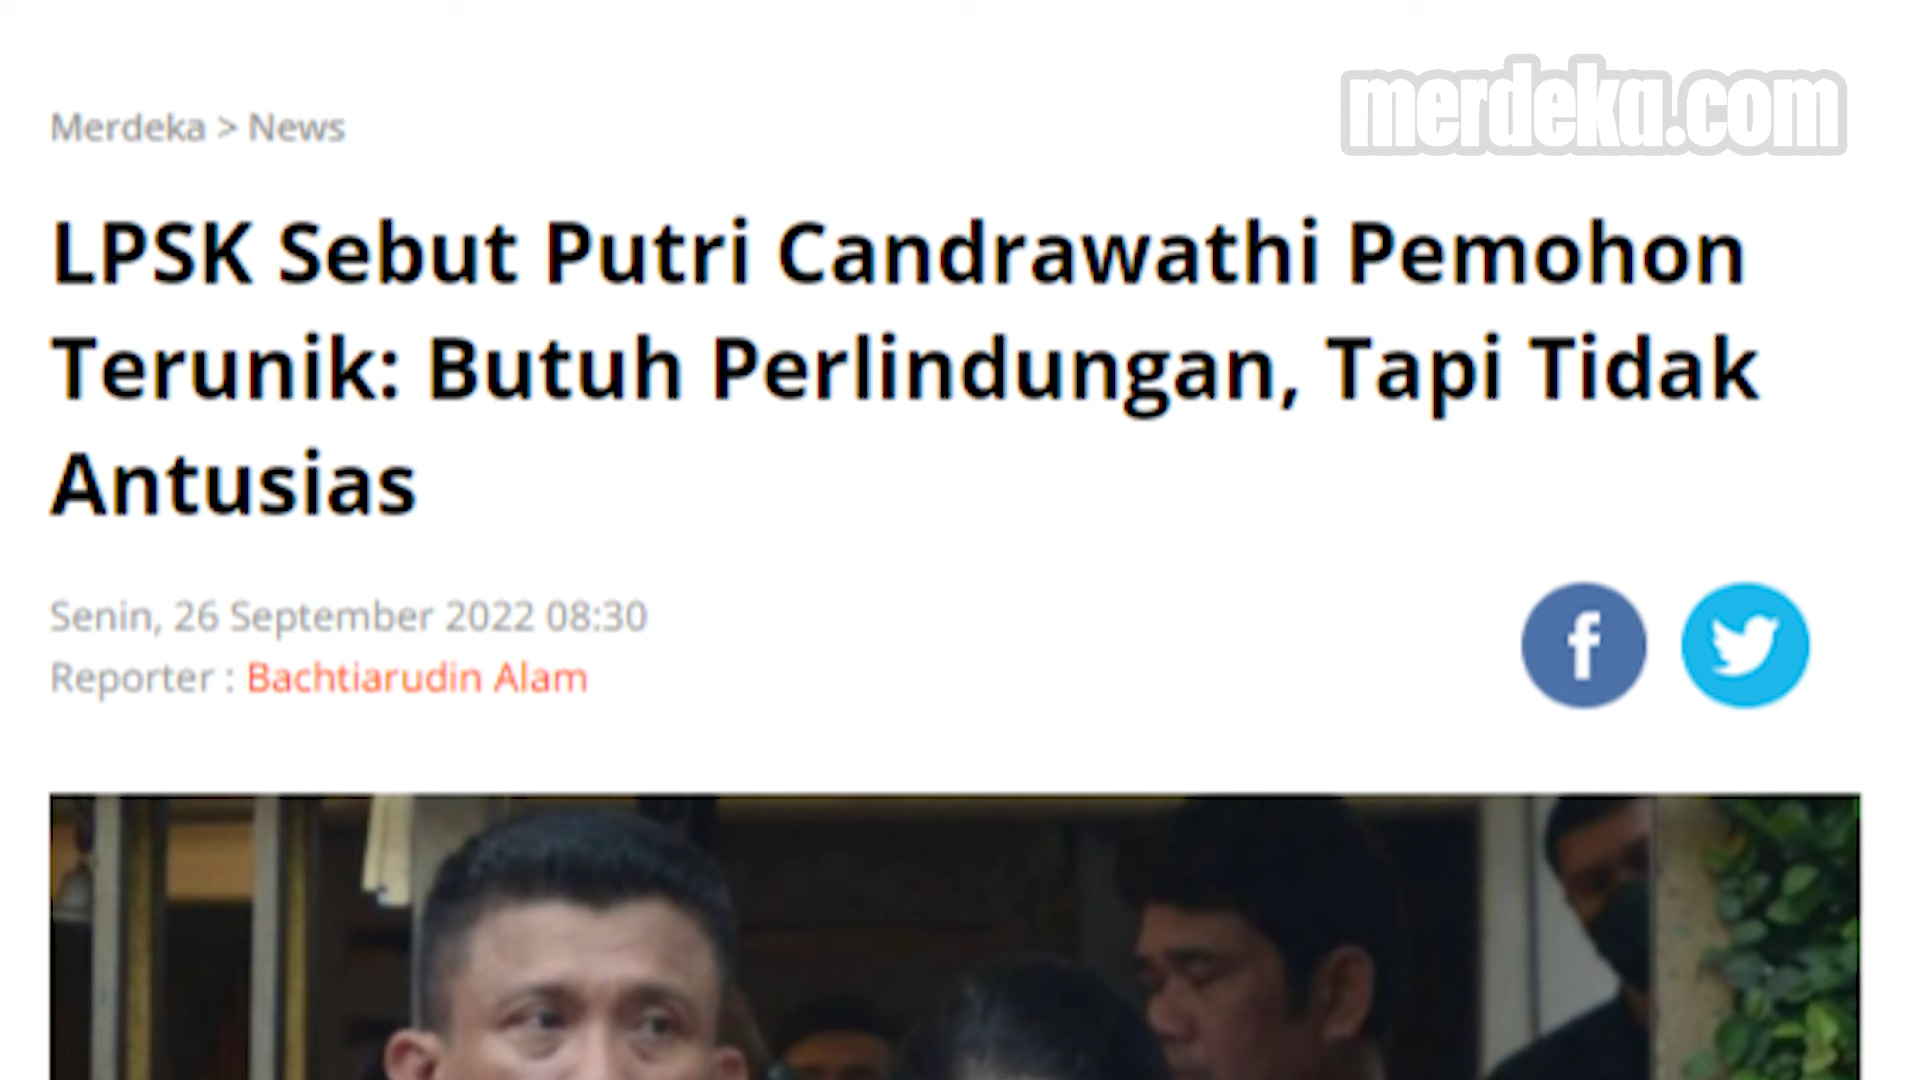 merdeka.com
Merdeka > News
LPSK Sebut Putri Candrawathi Pemohon
Terunik: Butuh Perlindungan, Tapi Tidak
Antusias
Senin, 26 September 2022 08:30
Reporter : Bachtiarudin Alam